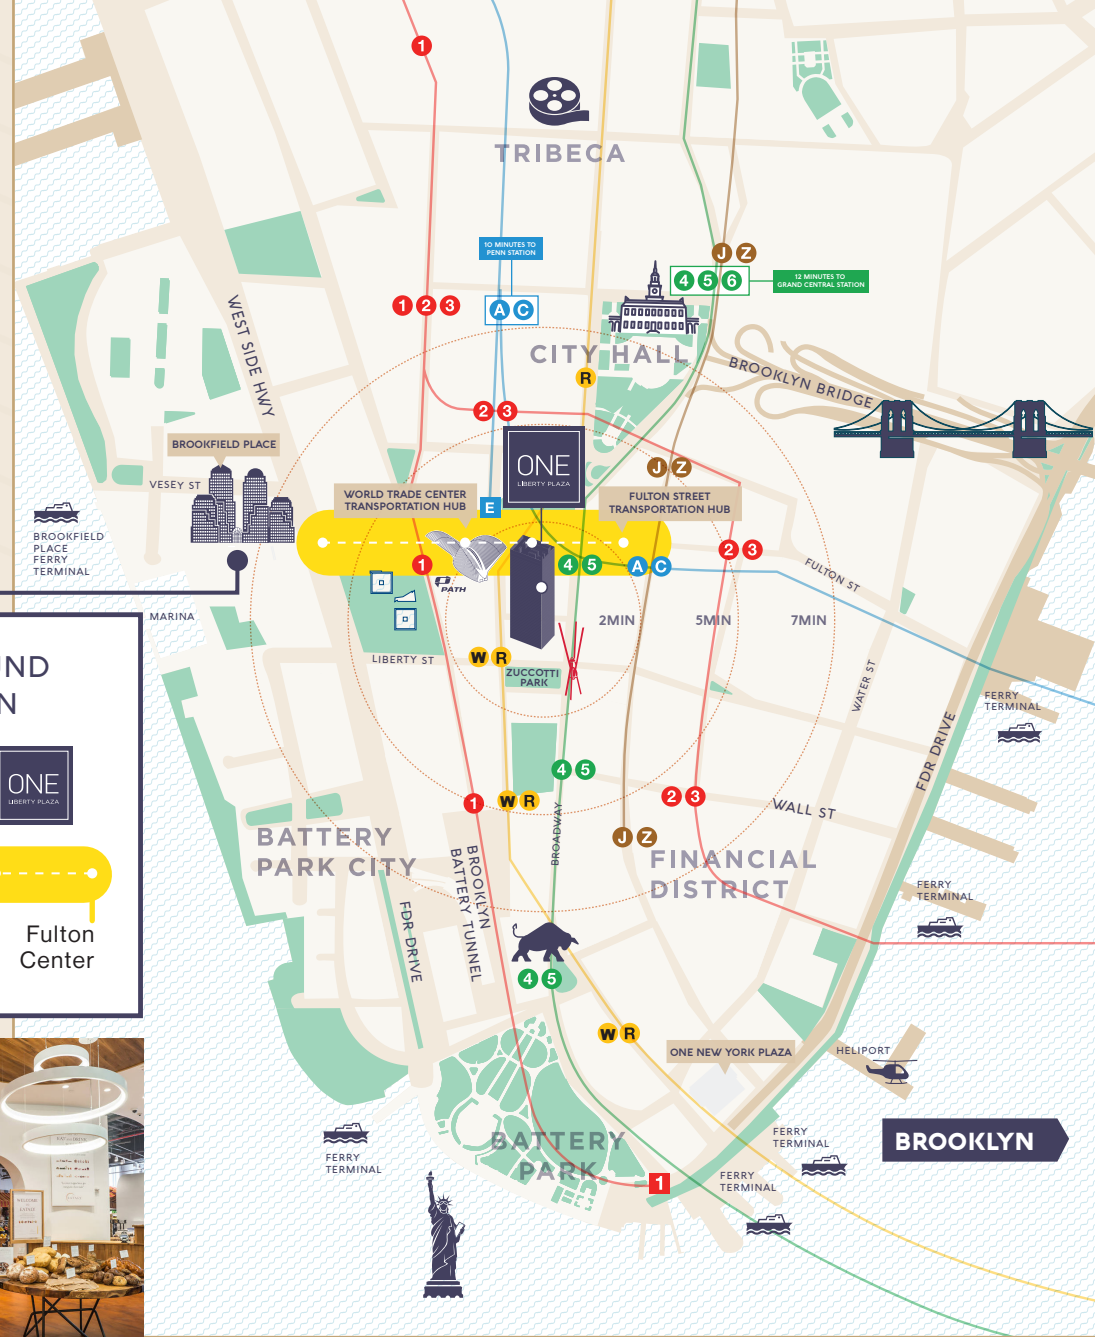 1
TRIBECA
10 MINUTES TO
PENN STATION
J Z
4 5 6
12 MINUTES TO
GRAND CENTRAL STATION
1 2 3
A C
WEST SIDE HWY
CITY HALL
R
BROOKLYN BRIDGE
2 3
BROOKFIELD PLACE
ONE
LIBERTY PLAZA
J Z
VESEY ST
WORLD TRADE CENTER
TRANSPORTATION HUB
E
FULTON STREET
TRANSPORTATION HUB
BROOKFIELD
PLACE
FERRY
TERMINAL
1
PATH
4 5
A C
2 3
FULTON ST
MARINA
2MIN
5MIN
7MIN
LIBERTY ST
W R
ZUCCOTTI
PARK
WATER ST
FERRY
TERMINAL
UND
N
ONE
LIBERTY PLAZA
FDR DRIVE
4 5
1
W R
2 3
WALL ST
BROADWAY
J Z
BATTERY
PARK CITY
BROOKLYN
BATTERY TUNNEL
FINANCIAL
DISTRICT
FERRY
TERMINAL
FDR DRIVE
Fulton
Center
4 5
W R
ONE NEW YORK PLAZA
HELIPORT
BATTERY
PARK
FERRY
TERMINAL
FERRY
TERMINAL
BROOKLYN
FERRY
TERMINAL
1